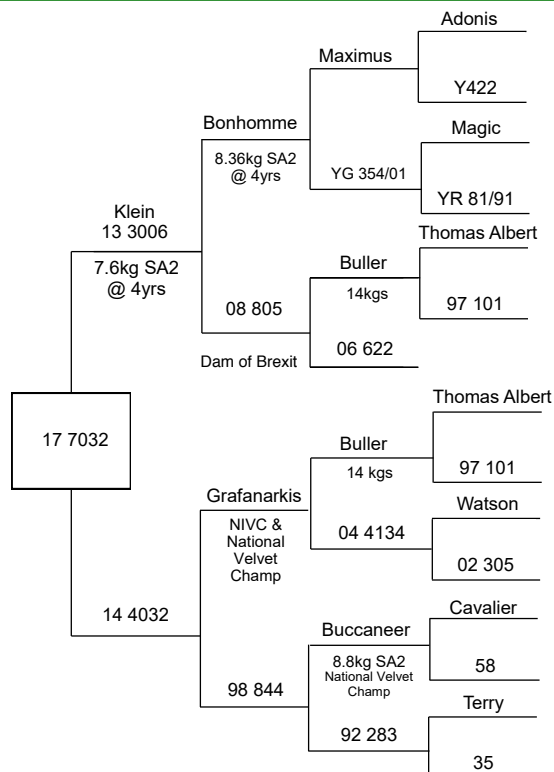 Adonis
Maximus
Y422
Bonhomme
Magic
8.36kg SA2
@ 4yrs
YG 354/01
YR 81/91
Klein
13 3006
Thomas Albert
7.6kg SA2
@ 4yrs
Buller
14kgs
97 101
08 805
Dam of Brexit
06 622
17 7032
Thomas Albert
Buller
14 kgs
97 101
Grafanarkis
Watson
NIVC &
National
Velvet
Champ
04 4134
02 305
14 4032
Cavalier
Buccaneer
8.8kg SA2
National Velvet
Champ
58
98 844
Terry
92 283
35